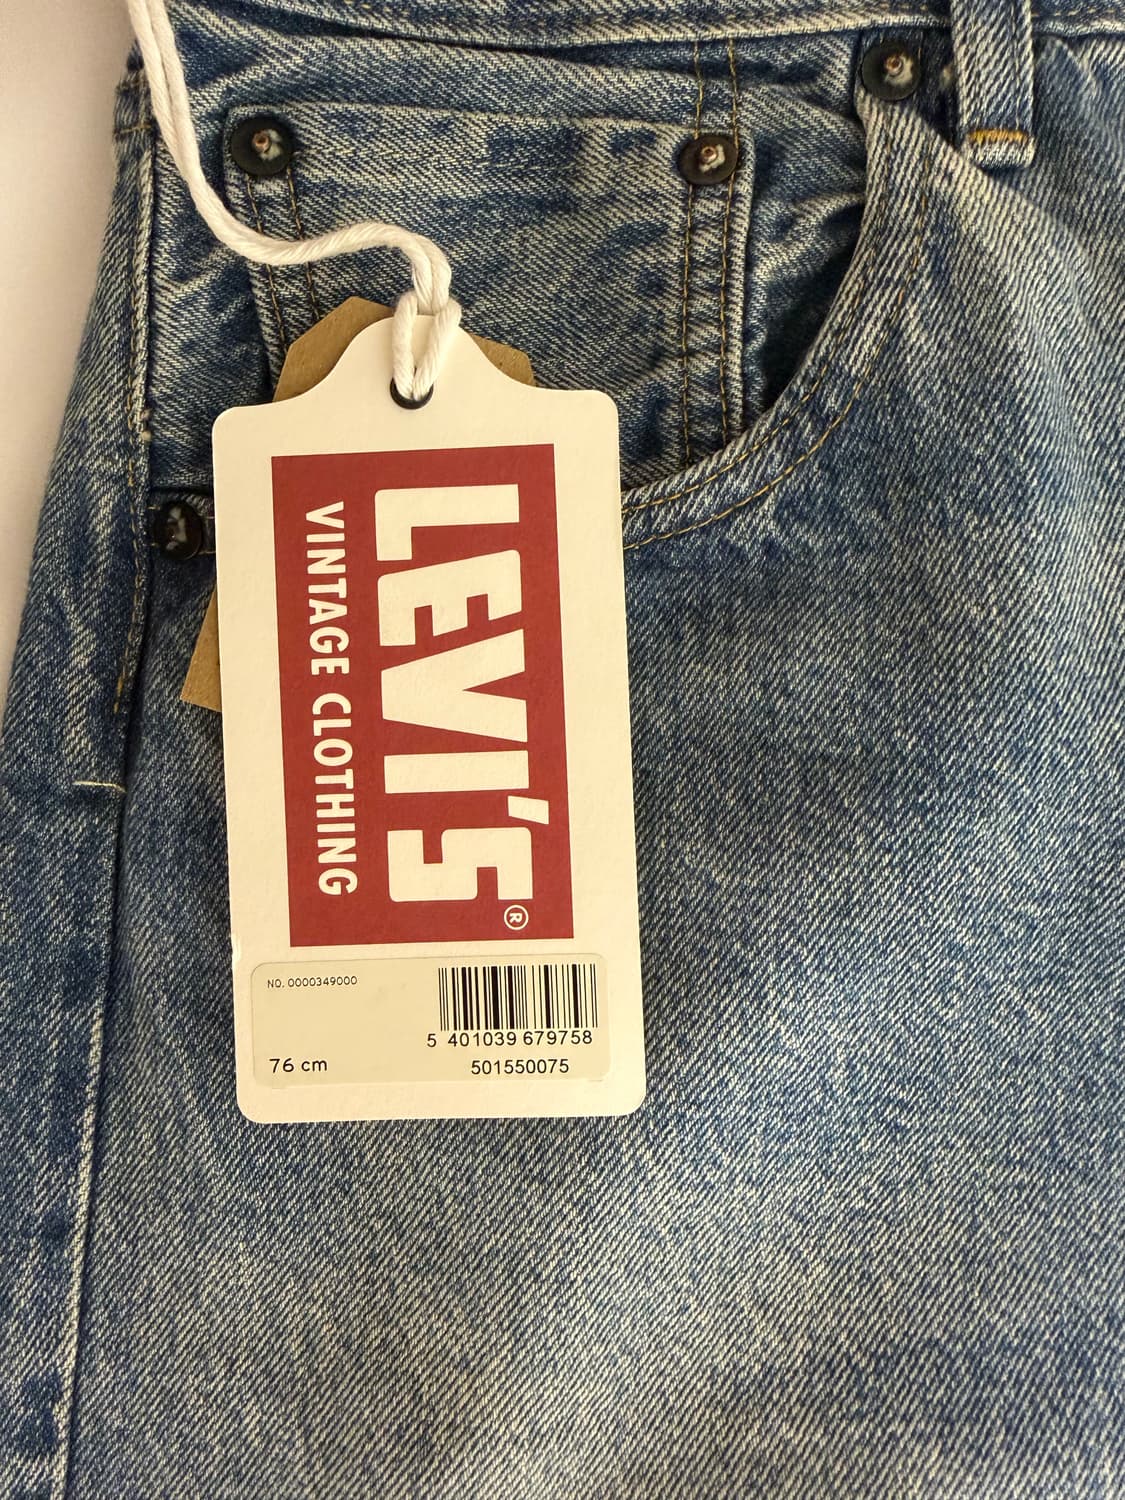 LEVI'S®
VINTAGE CLOTHING
NO. 0000349000
5 401039 679758
76 cm
501550075